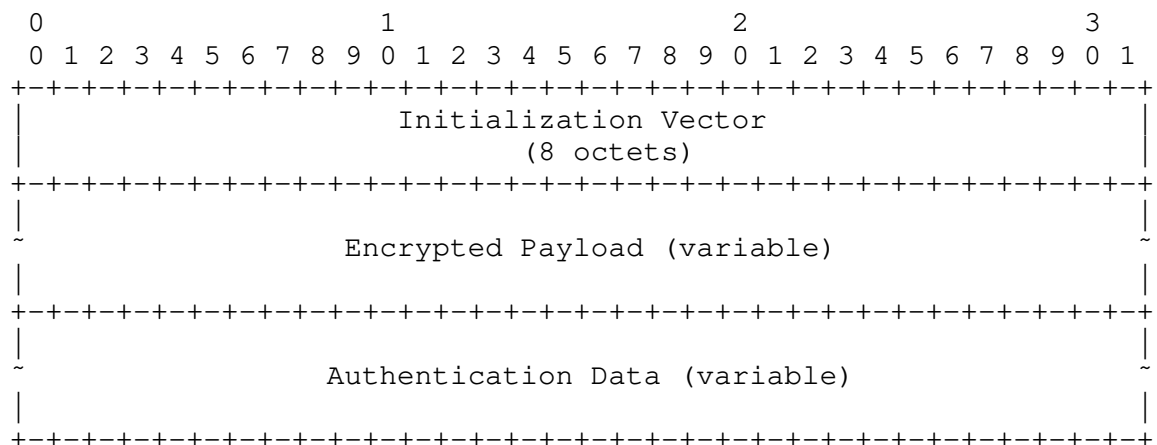 0                   1                   2                   3
 0 1 2 3 4 5 6 7 8 9 0 1 2 3 4 5 6 7 8 9 0 1 2 3 4 5 6 7 8 9 0 1
+-+-+-+-+-+-+-+-+-+-+-+-+-+-+-+-+-+-+-+-+-+-+-+-+-+-+-+-+-+-+-+-+
|                     Initialization Vector                     |
|                            (8 octets)                         |
+-+-+-+-+-+-+-+-+-+-+-+-+-+-+-+-+-+-+-+-+-+-+-+-+-+-+-+-+-+-+-+-+
|                                                               |
~                  Encrypted Payload (variable)                 ~
|                                                               |
+-+-+-+-+-+-+-+-+-+-+-+-+-+-+-+-+-+-+-+-+-+-+-+-+-+-+-+-+-+-+-+-+
|                                                               |
~                 Authentication Data (variable)                ~
|                                                               |
+-+-+-+-+-+-+-+-+-+-+-+-+-+-+-+-+-+-+-+-+-+-+-+-+-+-+-+-+-+-+-+-+